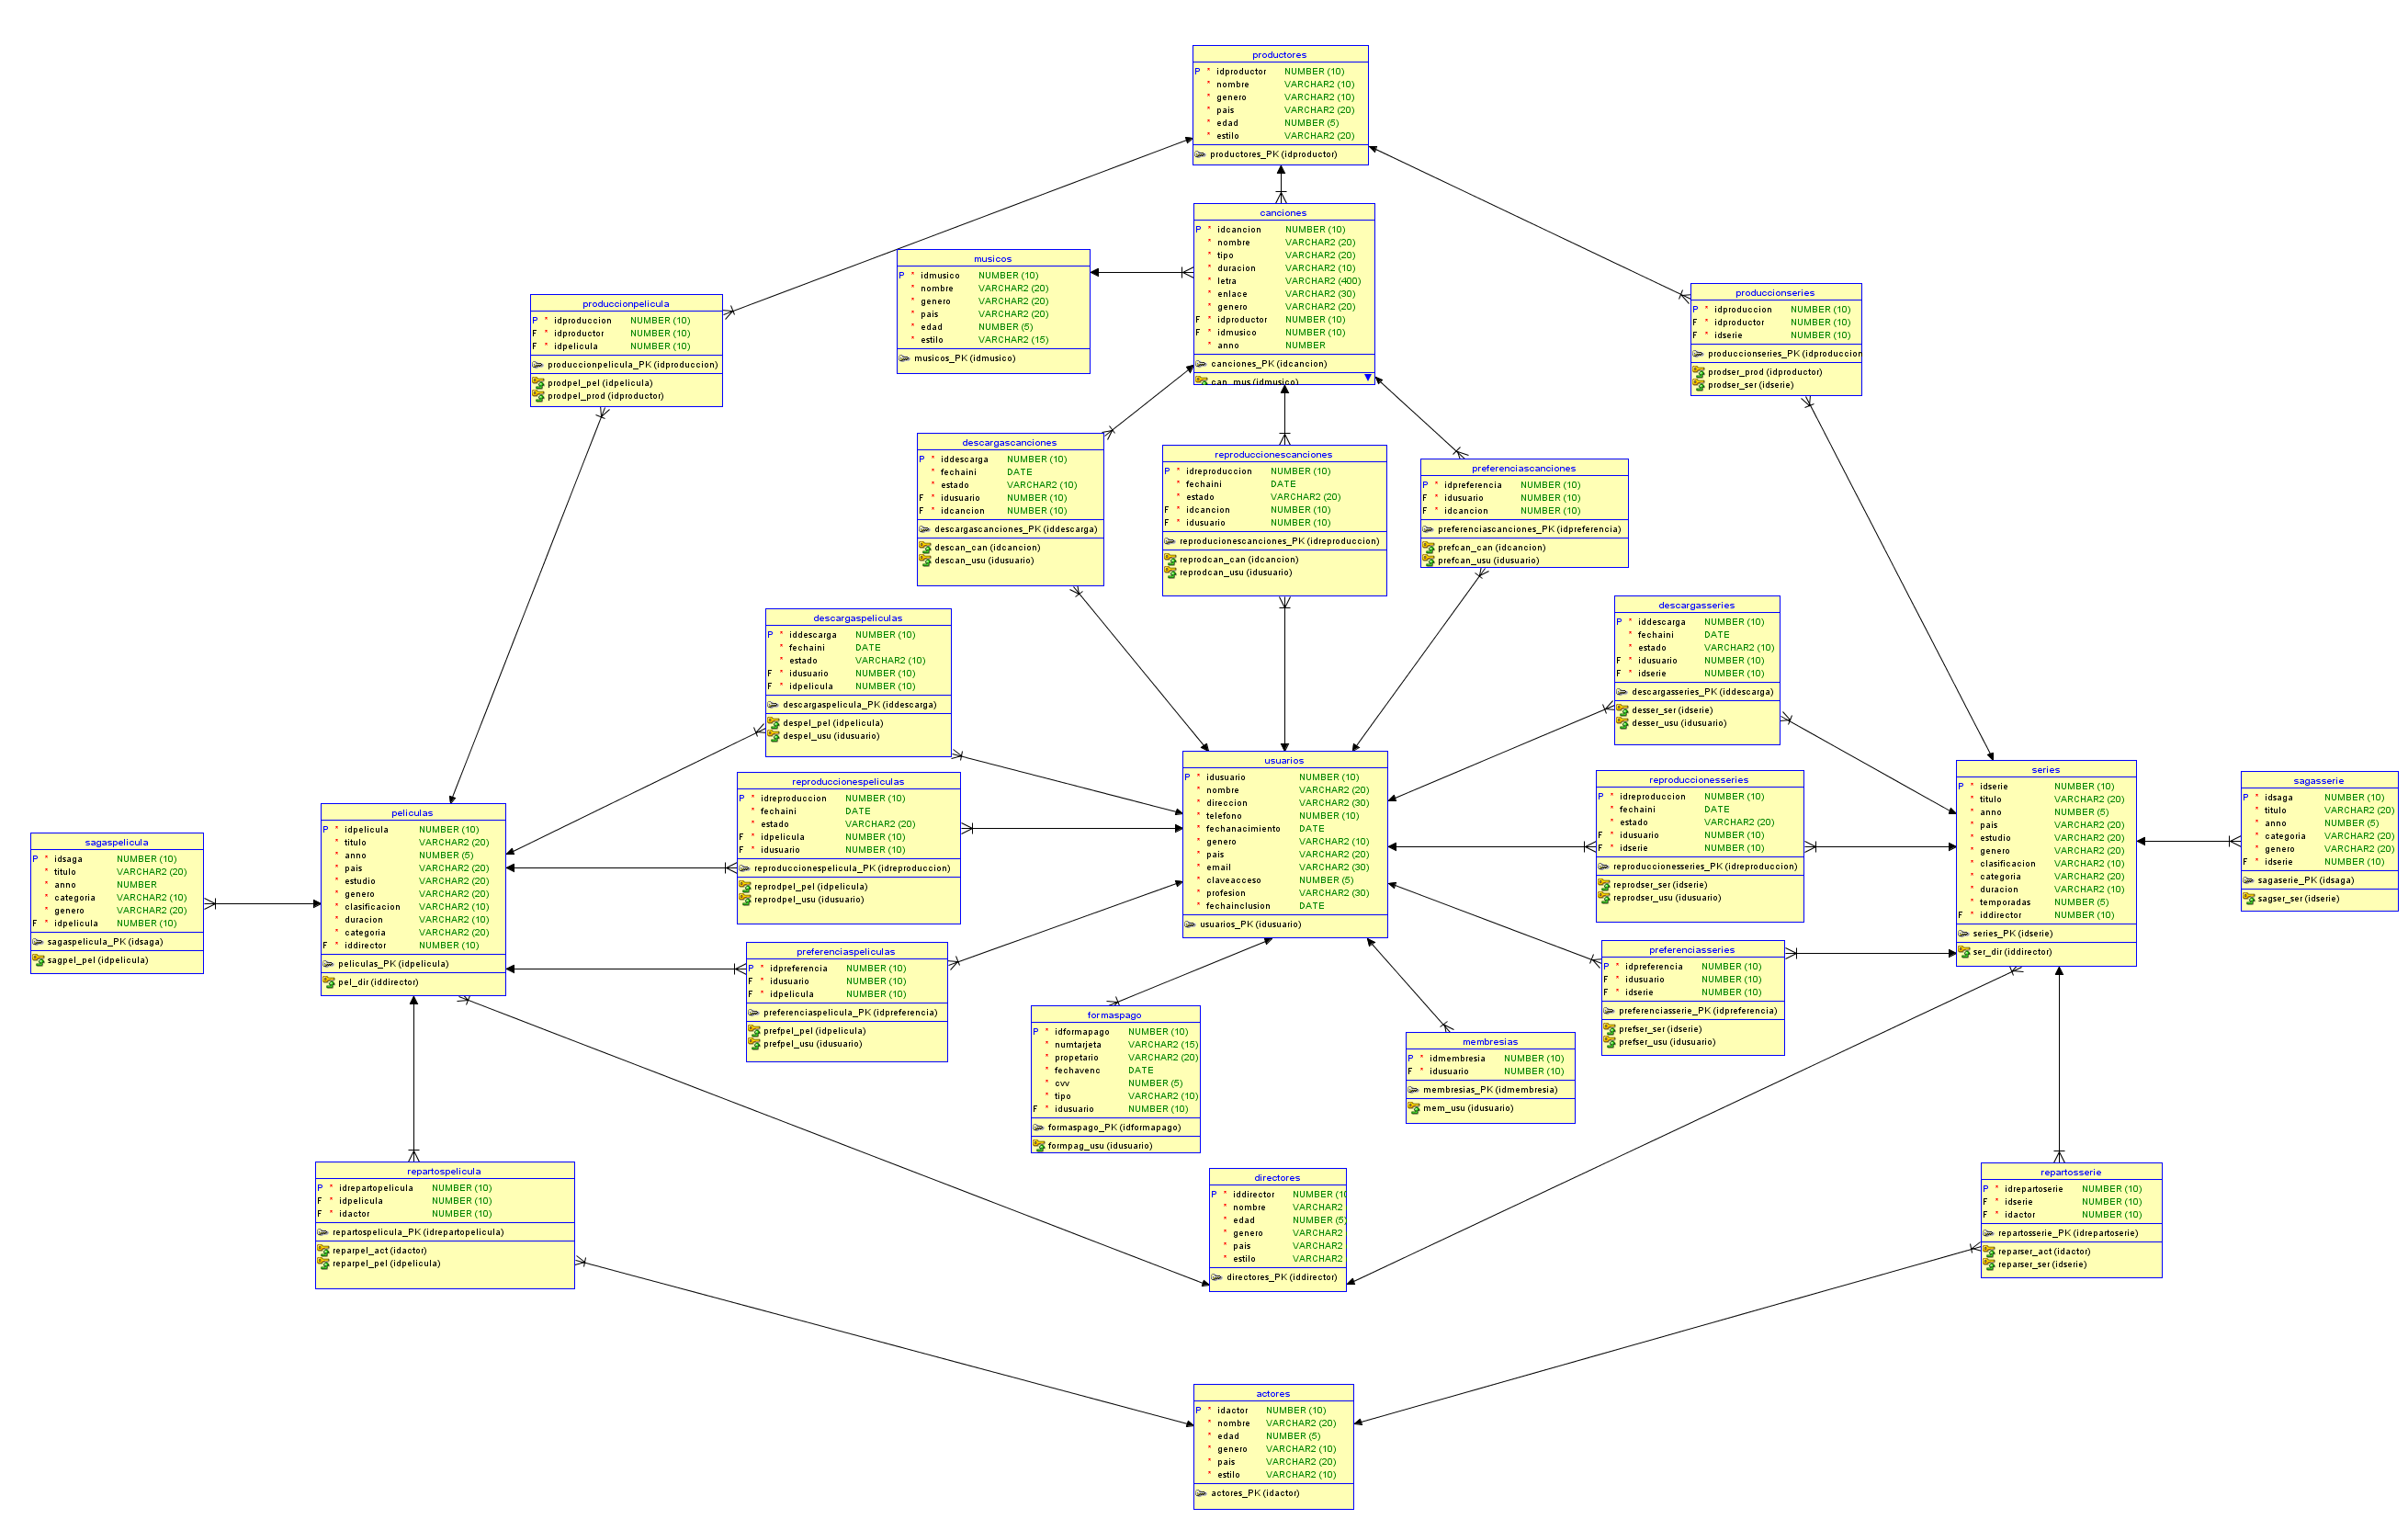 productores
P * idproductor NUMBER (10)
* nombre VARCHAR2 (10)
* genero VARCHAR2 (10)
* pais VARCHAR2 (20)
* edad NUMBER (5)
* estilo VARCHAR2 (20)
productores_PK (idproductor)
canciones
P * idcancion NUMBER (10)
* nombre VARCHAR2 (20)
* tipo VARCHAR2 (20)
* duracion VARCHAR2 (10)
* letra VARCHAR2 (400)
* enlace VARCHAR2 (30)
* genero VARCHAR2 (20)
F * idproductor NUMBER (10)
F * idmusico NUMBER (10)
* anno NUMBER
canciones_PK (idcancion)
can_mus (idmusico)
musicos
P * idmusico NUMBER (10)
* nombre VARCHAR2 (20)
* genero VARCHAR2 (20)
* pais VARCHAR2 (20)
* edad NUMBER (5)
* estilo VARCHAR2 (15)
musicos_PK (idmusico)
produccionpelicula
P * idproduccion NUMBER (10)
F * idproductor NUMBER (10)
F * idpelicula NUMBER (10)
produccionpelicula_PK (idproduccion)
prodpel_pel (idpelicula)
prodpel_prod (idproductor)
produccionseries
P * idproduccion NUMBER (10)
F * idproductor NUMBER (10)
F * idserie NUMBER (10)
produccionseries_PK (idproduccion
prodser_prod (idproductor)
prodser_ser (idserie)
descargascanciones
P * iddescarga NUMBER (10)
* fechaini DATE
* estado VARCHAR2 (10)
F * idusuario NUMBER (10)
F * idcancion NUMBER (10)
descargascanciones_PK (iddescarga)
descan_can (idcancion)
descan_usu (idusuario)
reproduccionescanciones
P * idreproduccion NUMBER (10)
* fechaini DATE
* estado VARCHAR2 (20)
F * idcancion NUMBER (10)
F * idusuario NUMBER (10)
reproducionescanciones_PK (idreproduccion)
reprodcan_can (idcancion)
reprodcan_usu (idusuario)
preferenciascanciones
P * idpreferencia NUMBER (10)
F * idusuario NUMBER (10)
F * idcancion NUMBER (10)
preferenciascanciones_PK (idpreferencia)
prefcan_can (idcancion)
prefcan_usu (idusuario)
descargaspeliculas
P * iddescarga NUMBER (10)
* fechaini DATE
* estado VARCHAR2 (10)
F * idusuario NUMBER (10)
F * idpelicula NUMBER (10)
descargaspelicula_PK (iddescarga)
despel_pel (idpelicula)
despel_usu (idusuario)
descargasseries
P * iddescarga NUMBER (10)
* fechaini DATE
* estado VARCHAR2 (10)
F * idusuario NUMBER (10)
F * idserie NUMBER (10)
descargasseries_PK (iddescarga)
desser_ser (idserie)
desser_usu (idusuario)
usuarios
P * idusuario NUMBER (10)
* nombre VARCHAR2 (20)
* direccion VARCHAR2 (30)
* telefono NUMBER (10)
* fechanacimiento DATE
* genero VARCHAR2 (10)
* pais VARCHAR2 (20)
* email VARCHAR2 (30)
* claveacceso NUMBER (5)
* profesion VARCHAR2 (30)
* fechainclusion DATE
usuarios_PK (idusuario)
reproduccionespeliculas
P * idreproduccion NUMBER (10)
* fechaini DATE
* estado VARCHAR2 (20)
F * idpelicula NUMBER (10)
F * idusuario NUMBER (10)
reproduccionespelicula_PK (idreproduccion)
reprodpel_pel (idpelicula)
reprodpel_usu (idusuario)
reproduccionesseries
P * idreproduccion NUMBER (10)
* fechaini DATE
* estado VARCHAR2 (20)
F * idusuario NUMBER (10)
F * idserie NUMBER (10)
reproduccionesseries_PK (idreproduccion)
reprodser_ser (idserie)
reprodser_usu (idusuario)
series
P * idserie NUMBER (10)
* titulo VARCHAR2 (20)
* anno NUMBER (5)
* pais VARCHAR2 (20)
* estudio VARCHAR2 (20)
* genero VARCHAR2 (20)
* clasificacion VARCHAR2 (10)
* categoria VARCHAR2 (20)
* duracion VARCHAR2 (10)
* temporadas NUMBER (5)
F * iddirector NUMBER (10)
series_PK (idserie)
ser_dir (iddirector)
sagasserie
P * idsaga NUMBER (10)
* titulo VARCHAR2 (20)
* anno NUMBER (5)
* categoria VARCHAR2 (20)
* genero VARCHAR2 (20)
F * idserie NUMBER (10)
sagaserie_PK (idsaga)
sagser_ser (idserie)
peliculas
P * idpelicula NUMBER (10)
* titulo VARCHAR2 (20)
* anno NUMBER (5)
* pais VARCHAR2 (20)
* estudio VARCHAR2 (20)
* genero VARCHAR2 (20)
* clasificacion VARCHAR2 (10)
* duracion VARCHAR2 (10)
* categoria VARCHAR2 (20)
F * iddirector NUMBER (10)
peliculas_PK (idpelicula)
pel_dir (iddirector)
sagaspelicula
P * idsaga NUMBER (10)
* titulo VARCHAR2 (20)
* anno NUMBER
* categoria VARCHAR2 (10)
* genero VARCHAR2 (20)
F * idpelicula NUMBER (10)
sagaspelicula_PK (idsaga)
sagpel_pel (idpelicula)
preferenciaspeliculas
P * idpreferencia NUMBER (10)
F * idusuario NUMBER (10)
F * idpelicula NUMBER (10)
preferenciaspelicula_PK (idpreferencia)
prefpel_pel (idpelicula)
prefpel_usu (idusuario)
preferenciasseries
P * idpreferencia NUMBER (10)
F * idusuario NUMBER (10)
F * idserie NUMBER (10)
preferenciasserie_PK (idpreferencia)
prefser_ser (idserie)
prefser_usu (idusuario)
formaspago
P * idformapago NUMBER (10)
* numtarjeta VARCHAR2 (15)
* propetario VARCHAR2 (20)
* fechavenc DATE
* cvv NUMBER (5)
* tipo VARCHAR2 (10)
F * idusuario NUMBER (10)
formaspago_PK (idformapago)
formpag_usu (idusuario)
membresias
P * idmembresia NUMBER (10)
F * idusuario NUMBER (10)
membresias_PK (idmembresia)
mem_usu (idusuario)
repartospelicula
P * idrepartopelicula NUMBER (10)
F * idpelicula NUMBER (10)
F * idactor NUMBER (10)
repartospelicula_PK (idrepartopelicula)
reparpel_act (idactor)
reparpel_pel (idpelicula)
directores
P * iddirector NUMBER (10
* nombre VARCHAR2
* edad NUMBER (5)
* genero VARCHAR2
* pais VARCHAR2
* estilo VARCHAR2
directores_PK (iddirector)
repartosserie
P * idrepartoserie NUMBER (10)
F * idserie NUMBER (10)
F * idactor NUMBER (10)
repartosserie_PK (idrepartoserie)
reparser_act (idactor)
reparser_ser (idserie)
actores
P * idactor NUMBER (10)
* nombre VARCHAR2 (20)
* edad NUMBER (5)
* genero VARCHAR2 (10)
* pais VARCHAR2 (20)
* estilo VARCHAR2 (10)
actores_PK (idactor)